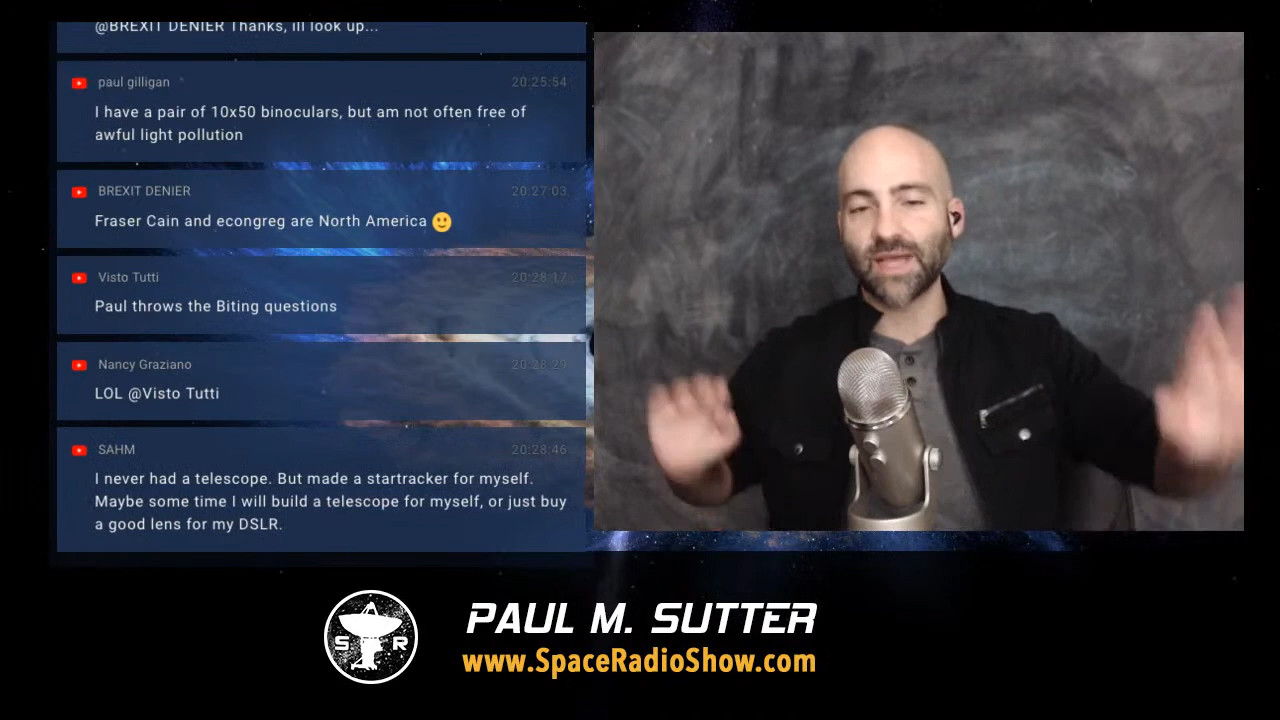 @BREXIT DENIER Thanks, ill look up...
paul gilligan 20:25:54
I have a pair of 10x50 binoculars, but am not often free of
awful light pollution
BREXIT DENIER 20:27:03
Fraser Cain and econgreg are North America 🙂
Visto Tutti 20:28:17
Paul throws the Biting questions
Nancy Graziano 20:28:29
LOL @Visto Tutti
SAHM 20:28:46
I never had a telescope. But made a startracker for myself.
Maybe some time I will build a telescope for myself, or just buy
a good lens for my DSLR.
S R
PAUL M. SUTTER
www.SpaceRadioShow.com